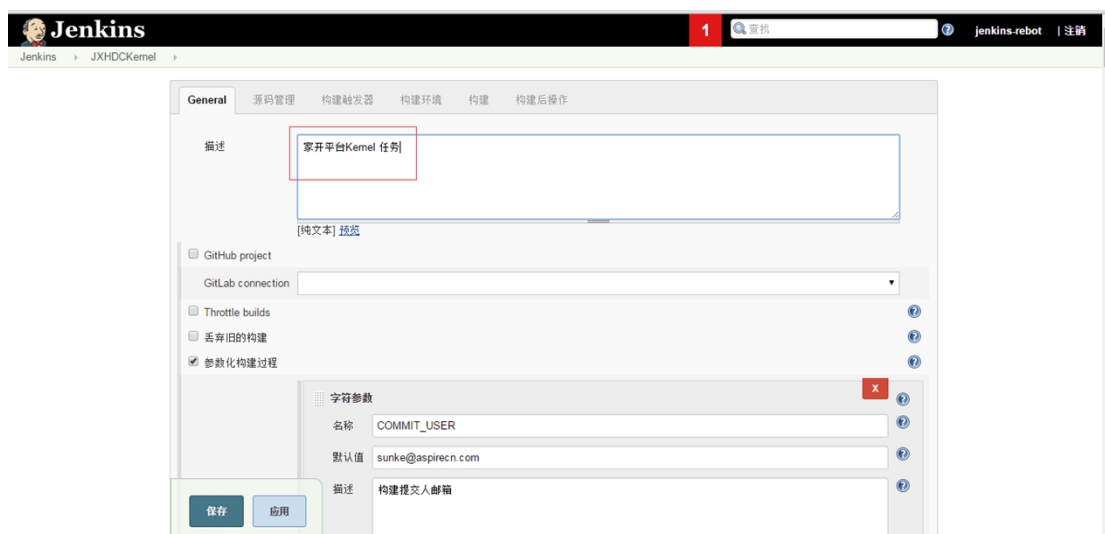 Jenkins
1
查找
jenkins-rebot | 注销
Jenkins › JXHDCKernel ›
General 源码管理 构建触发器 构建环境 构建 构建后操作
描述
家开平台Kernel 任务
[纯文本] 预览
GitHub project
GitLab connection
Throttle builds
丢弃旧的构建
参数化构建过程
X
字符参数
名称 COMMIT_USER
默认值 sunke@aspirecn.com
描述 构建提交人邮箱
保存 应用